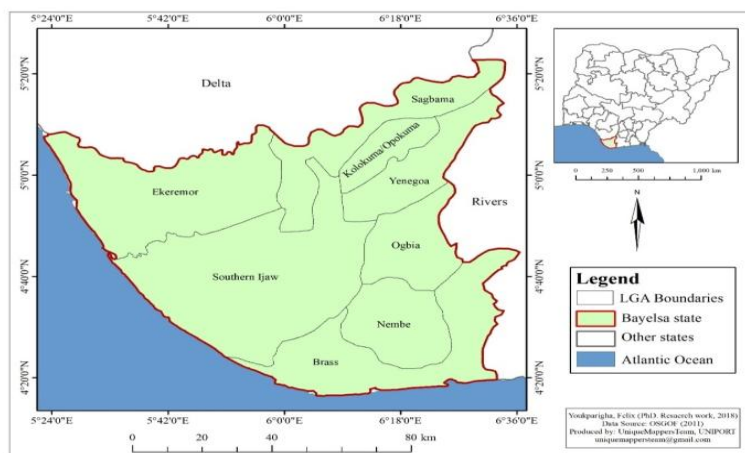 5°24'0"E 5°42'0"E 6°0'0"E 6°18'0"E 6°36'0"E
5°20'0"N
5°0'0"N
4°40'0"N
4°20'0"N
Delta
Sagbama
Kolokuma/Opokuma
Ekeremor
Yenegoa
Rivers
Ogbia
Southern Ijaw
Nembe
Brass
5°20'0"N
5°0'0"N
4°40'0"N
4°20'0"N
5°24'0"E 5°42'0"E 6°0'0"E 6°18'0"E 6°36'0"E
0 20 40 80 km
0 250 500 1,000 km
N
Legend
LGA Boundaries
Bayelsa state
Other states
Atlantic Ocean
Youkparigha, Felix (PhD. Research work, 2018)
Data Source: OSGOF (2011)
Produced by: UniqueMappersTeam, UNIPORT
uniquemappersteam@gmail.com